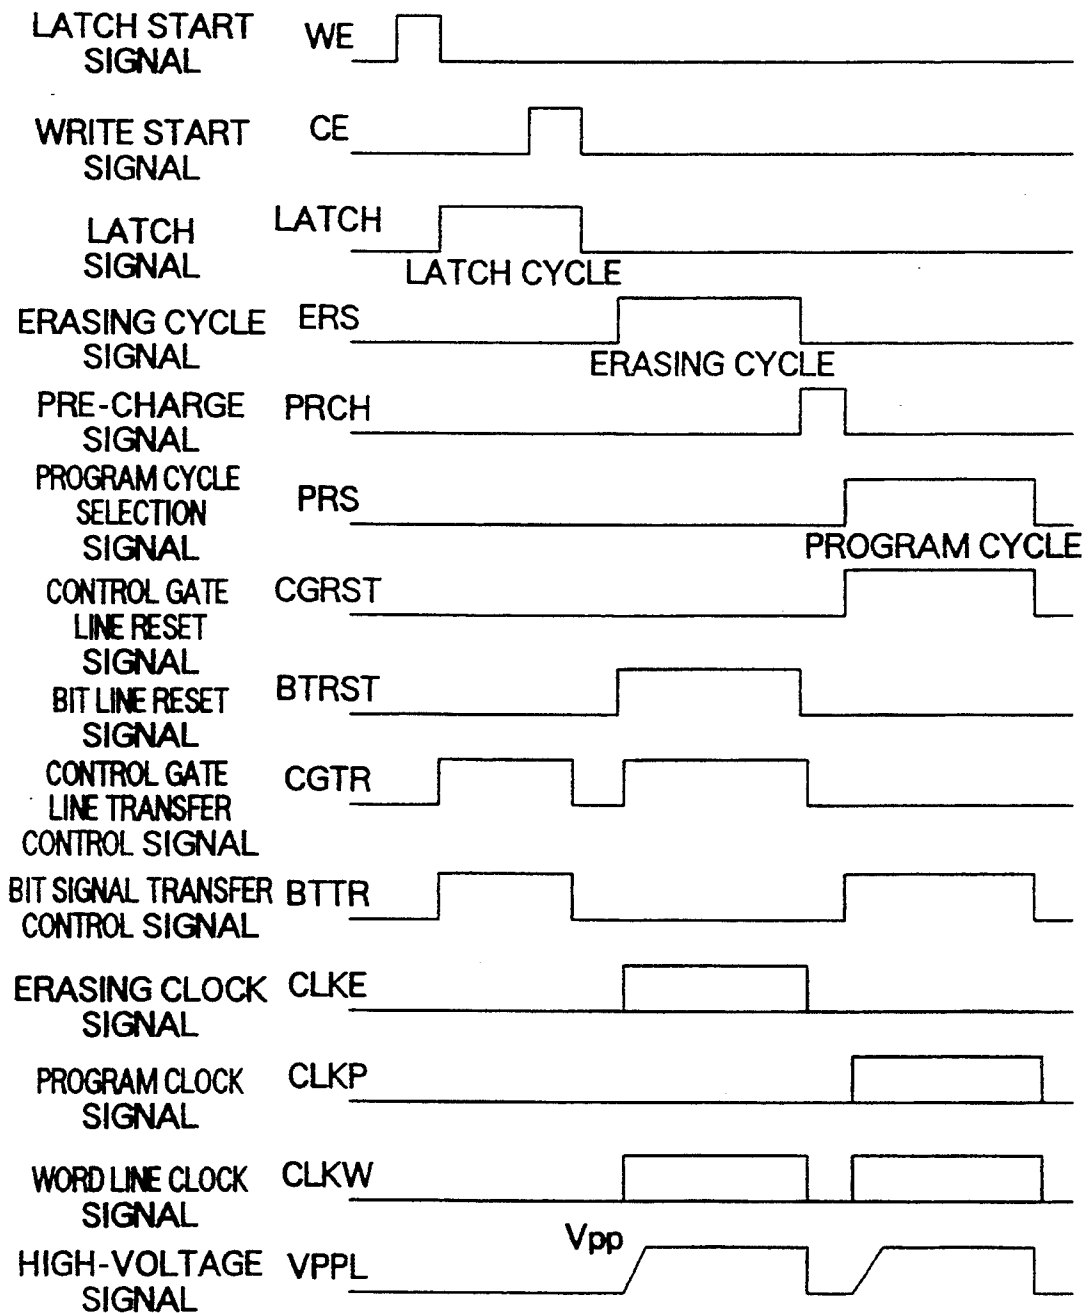 LATCH START
SIGNAL
WE
WRITE START
SIGNAL
CE
LATCH
SIGNAL
LATCH
LATCH CYCLE
ERASING CYCLE
SIGNAL
ERS
ERASING CYCLE
PRE-CHARGE
SIGNAL
PRCH
PROGRAM CYCLE
SELECTION
SIGNAL
PRS
PROGRAM CYCLE
CONTROL GATE
LINE RESET
SIGNAL
CGRST
BIT LINE RESET
SIGNAL
BTRST
CONTROL GATE
LINE TRANSFER
CONTROL SIGNAL
CGTR
BIT SIGNAL TRANSFER
CONTROL SIGNAL
BTTR
ERASING CLOCK
SIGNAL
CLKE
PROGRAM CLOCK
SIGNAL
CLKP
WORD LINE CLOCK
SIGNAL
CLKW
HIGH-VOLTAGE
SIGNAL
VPPL
Vpp